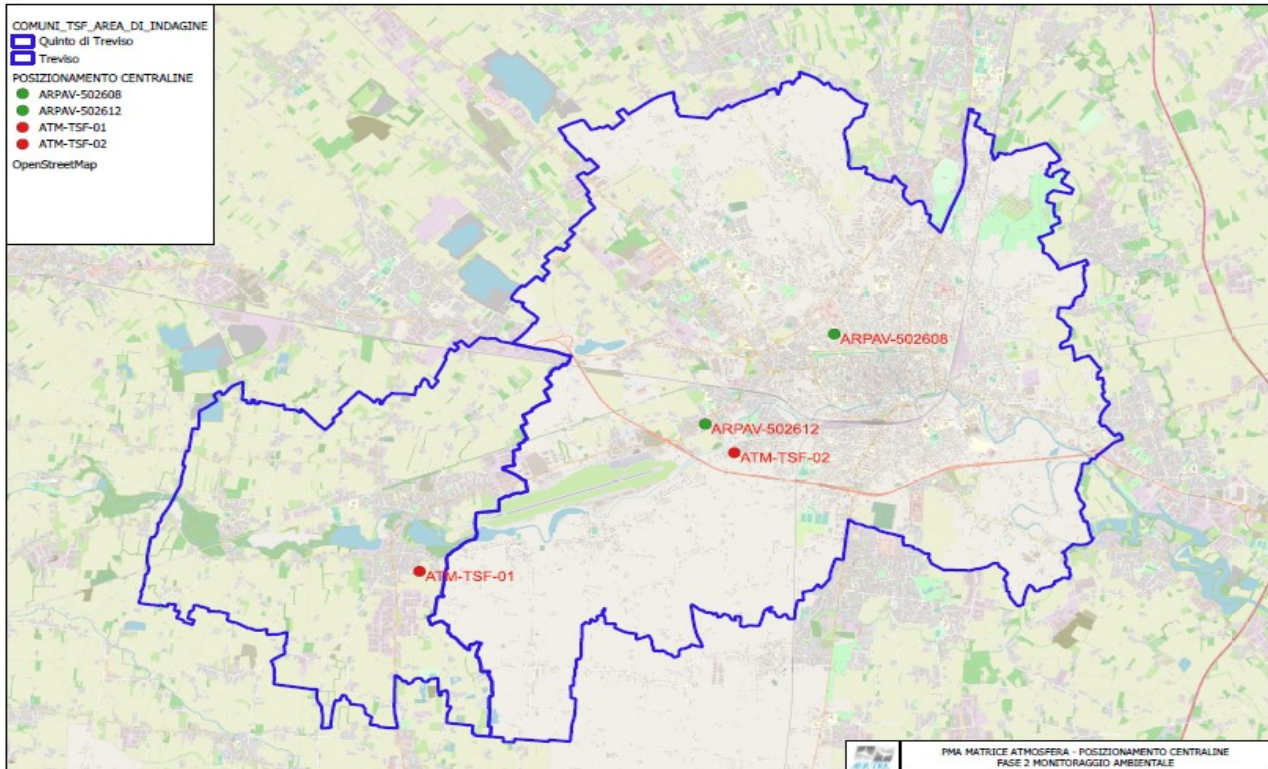 COMUNI_TSF_AREA_DI_INDAGINE
Quinto di Treviso
Treviso
POSIZIONAMENTO CENTRALINE
ARPAV-502608
ARPAV-502612
ATM-TSF-01
ATM-TSF-02
OpenStreetMap
ARPAV-502608
ARPAV-502612
ATM-TSF-02
ATM-TSF-01
PMA MATRICE ATMOSFERA - POSIZIONAMENTO CENTRALINE
FASE 2 MONITORAGGIO AMBIENTALE